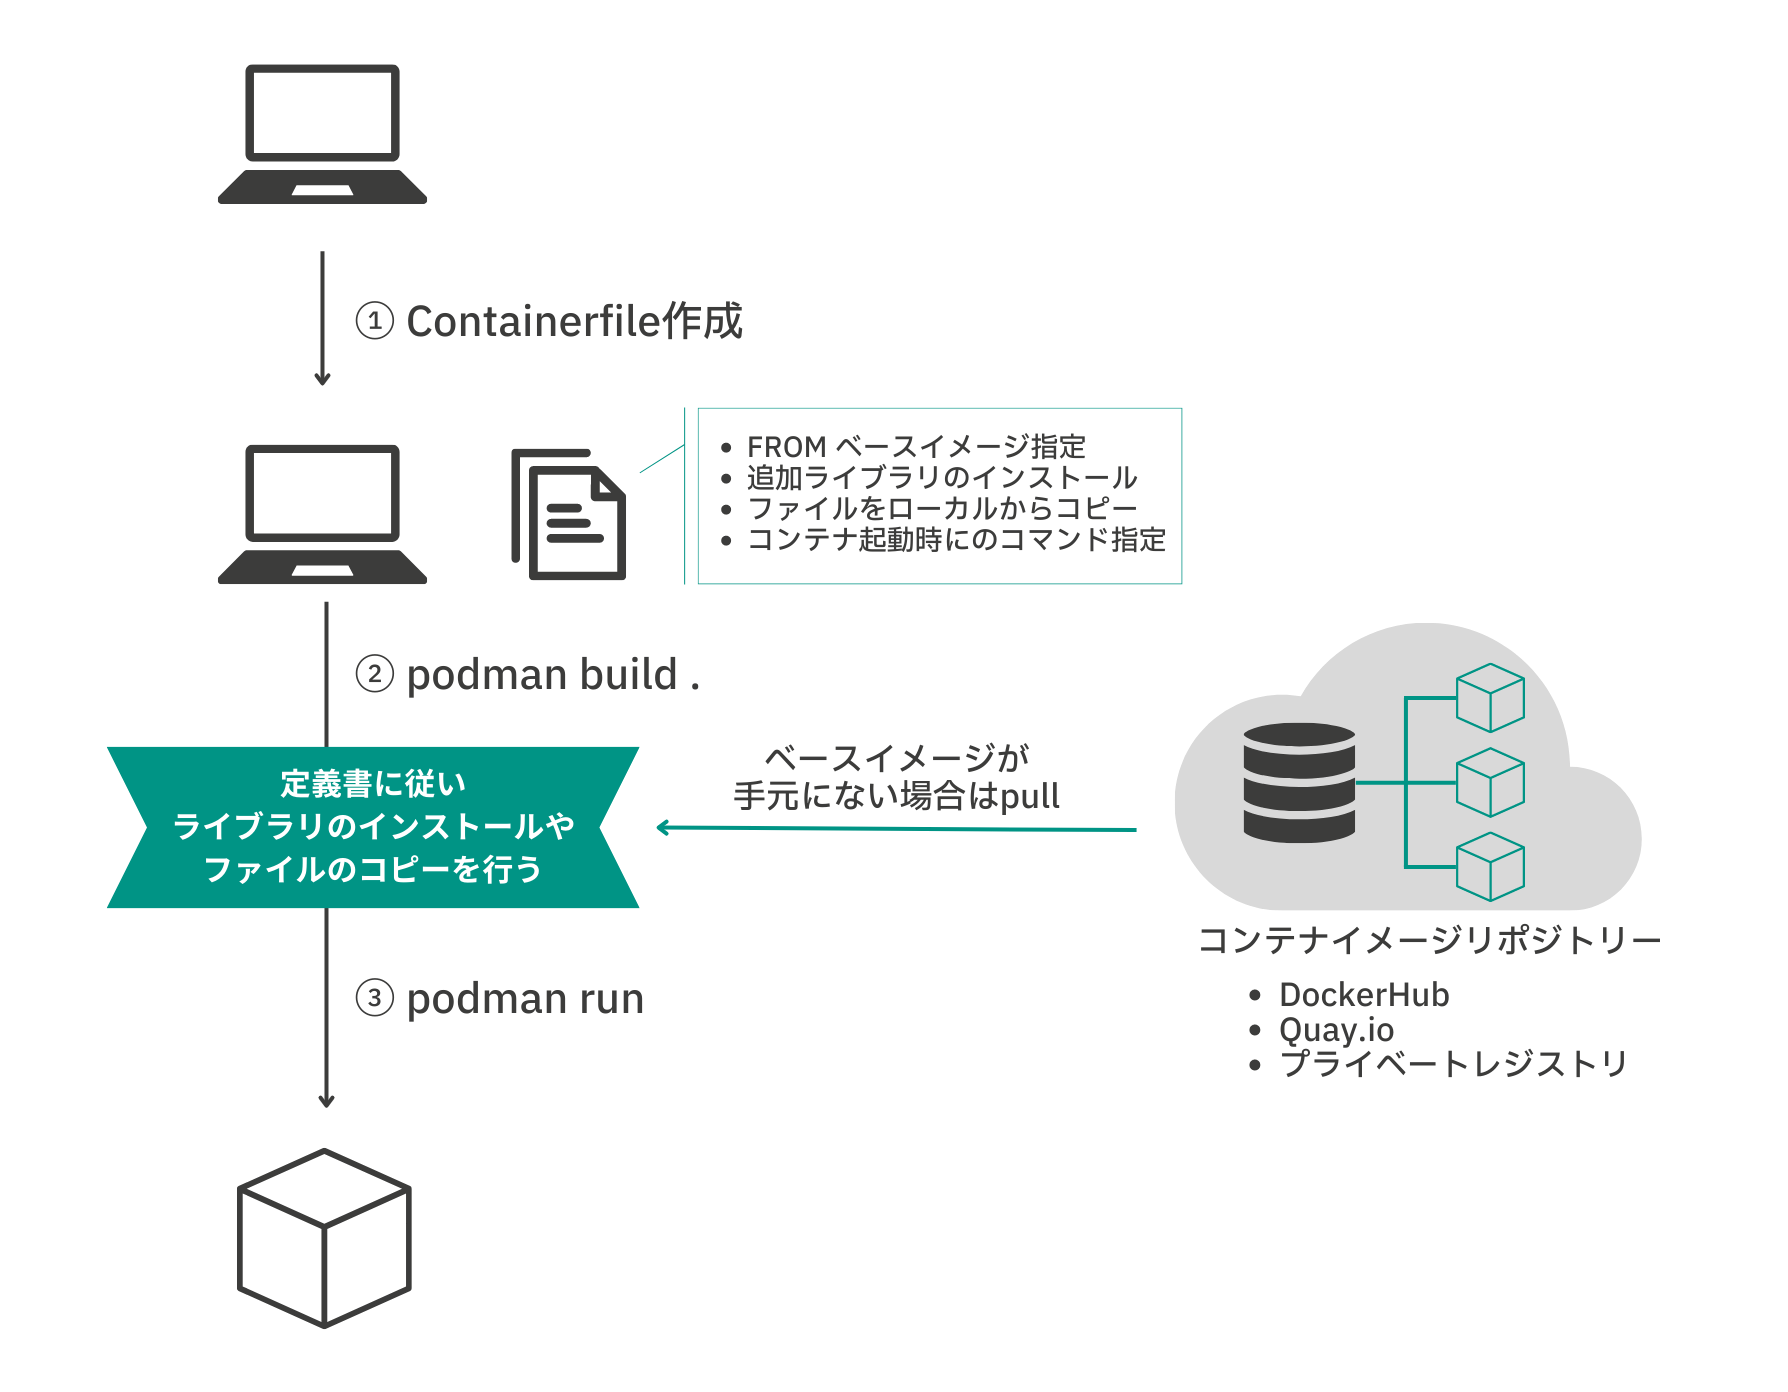 ① Containerfile作成
• FROM ベースイメージ指定
• 追加ライブラリのインストール
• ファイルをローカルからコピー
• コンテナ起動時にのコマンド指定
② podman build .
定義書に従い
ライブラリのインストールや
ファイルのコピーを行う
ベースイメージが
手元にない場合はpull
コンテナイメージリポジトリー
• DockerHub
• Quay.io
• プライベートレジストリ
③ podman run